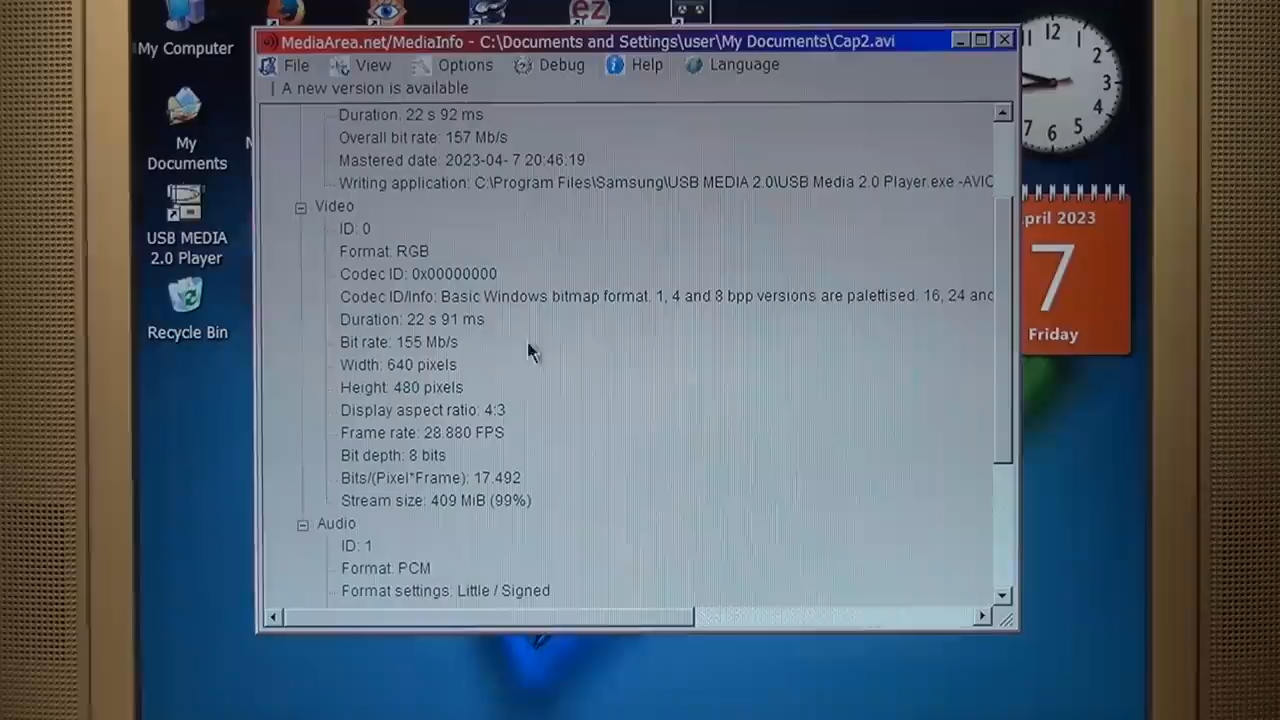 My Computer
My
Documents
USB MEDIA
2.0 Player
Recycle Bin
ez
MediaArea.net/MediaInfo - C:\Documents and Settings\user\My Documents\Cap2.avi
File View Options Debug Help Language
A new version is available
Duration: 22 s 92 ms
Overall bit rate: 157 Mb/s
Mastered date: 2023-04- 7 20:46:19
Writing application: C:\Program Files\Samsung\USB MEDIA 2.0\USB Media 2.0 Player.exe -AVIC
Video
ID: 0
Format: RGB
Codec ID: 0x00000000
Codec ID/Info: Basic Windows bitmap format. 1, 4 and 8 bpp versions are palettised. 16, 24 and
Duration: 22 s 91 ms
Bit rate: 155 Mb/s
Width: 640 pixels
Height: 480 pixels
Display aspect ratio: 4:3
Frame rate: 28.880 FPS
Bit depth: 8 bits
Bits/(Pixel*Frame): 17.492
Stream size: 409 MiB (99%)
Audio
ID: 1
Format: PCM
Format settings: Little / Signed
12
1
2
3
4
5
6
7
pril 2023
7
Friday